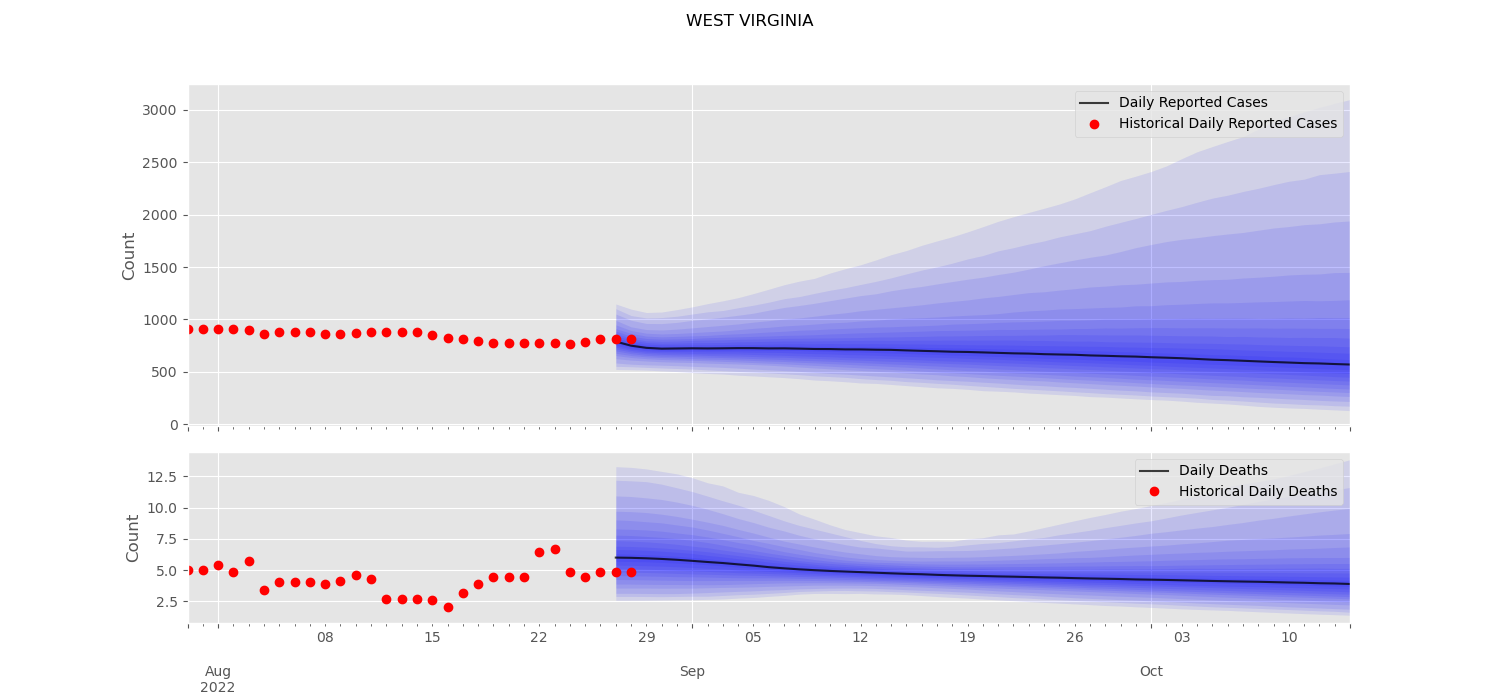 WEST VIRGINIA
3000
2500
2000
1500
1000
500
0
Count
Daily Reported Cases
Historical Daily Reported Cases
12.5
10.0
7.5
5.0
2.5
Count
Daily Deaths
Historical Daily Deaths
08 15 22 29 05 12 19 26 03 10
Aug Sep Oct
2022